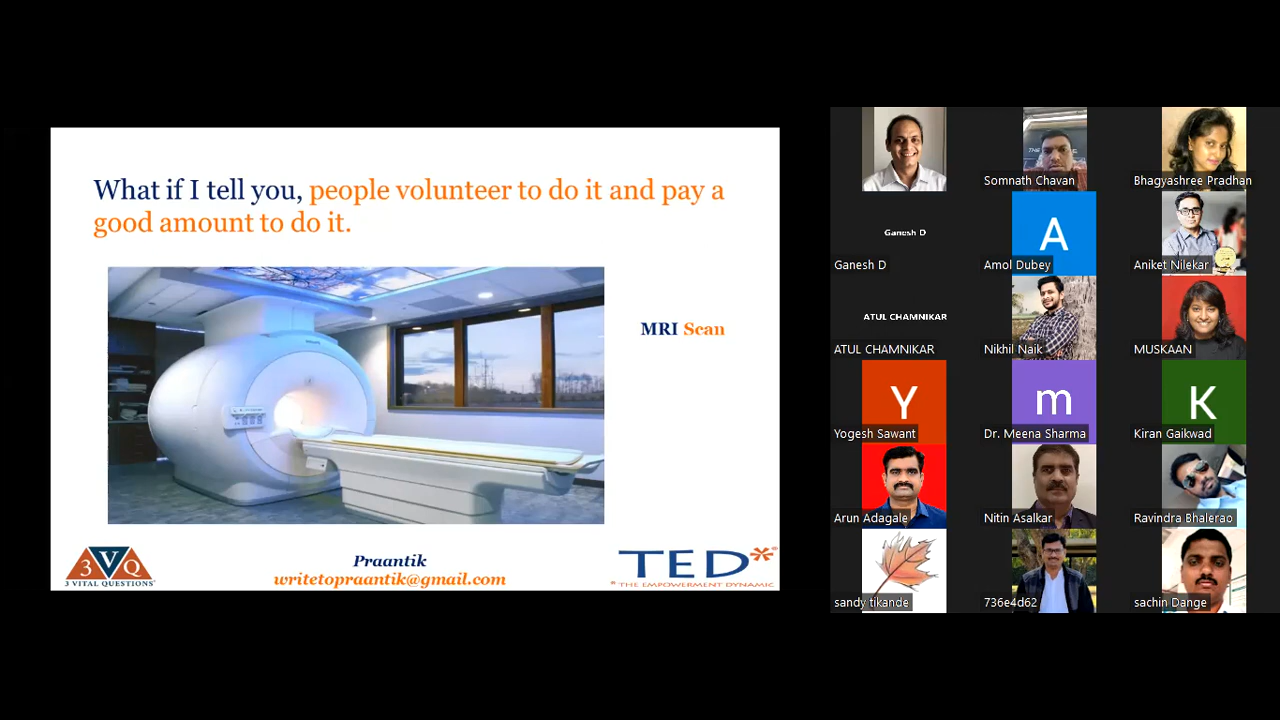 What if I tell you, people volunteer to do it and pay a
good amount to do it.
MRI Scan
3VQ
3 VITAL QUESTIONS
Praantik
writetopraantik@gmail.com
TED*
* THE EMPOWERMENT DYNAMIC
Somnath Chavan
Bhagyashree Pradhan
Ganesh D
Ganesh D
A
Amol Dubey
Aniket Nilekar
ATUL CHAMNIKAR
ATUL CHAMNIKAR
Nikhil Naik
MUSKAAN
Y
Yogesh Sawant
m
Dr. Meena Sharma
K
Kiran Gaikwad
Arun Adagale
Nitin Asalkar
Ravindra Bhalerao
sandy tikande
736e4d62
sachin Dange